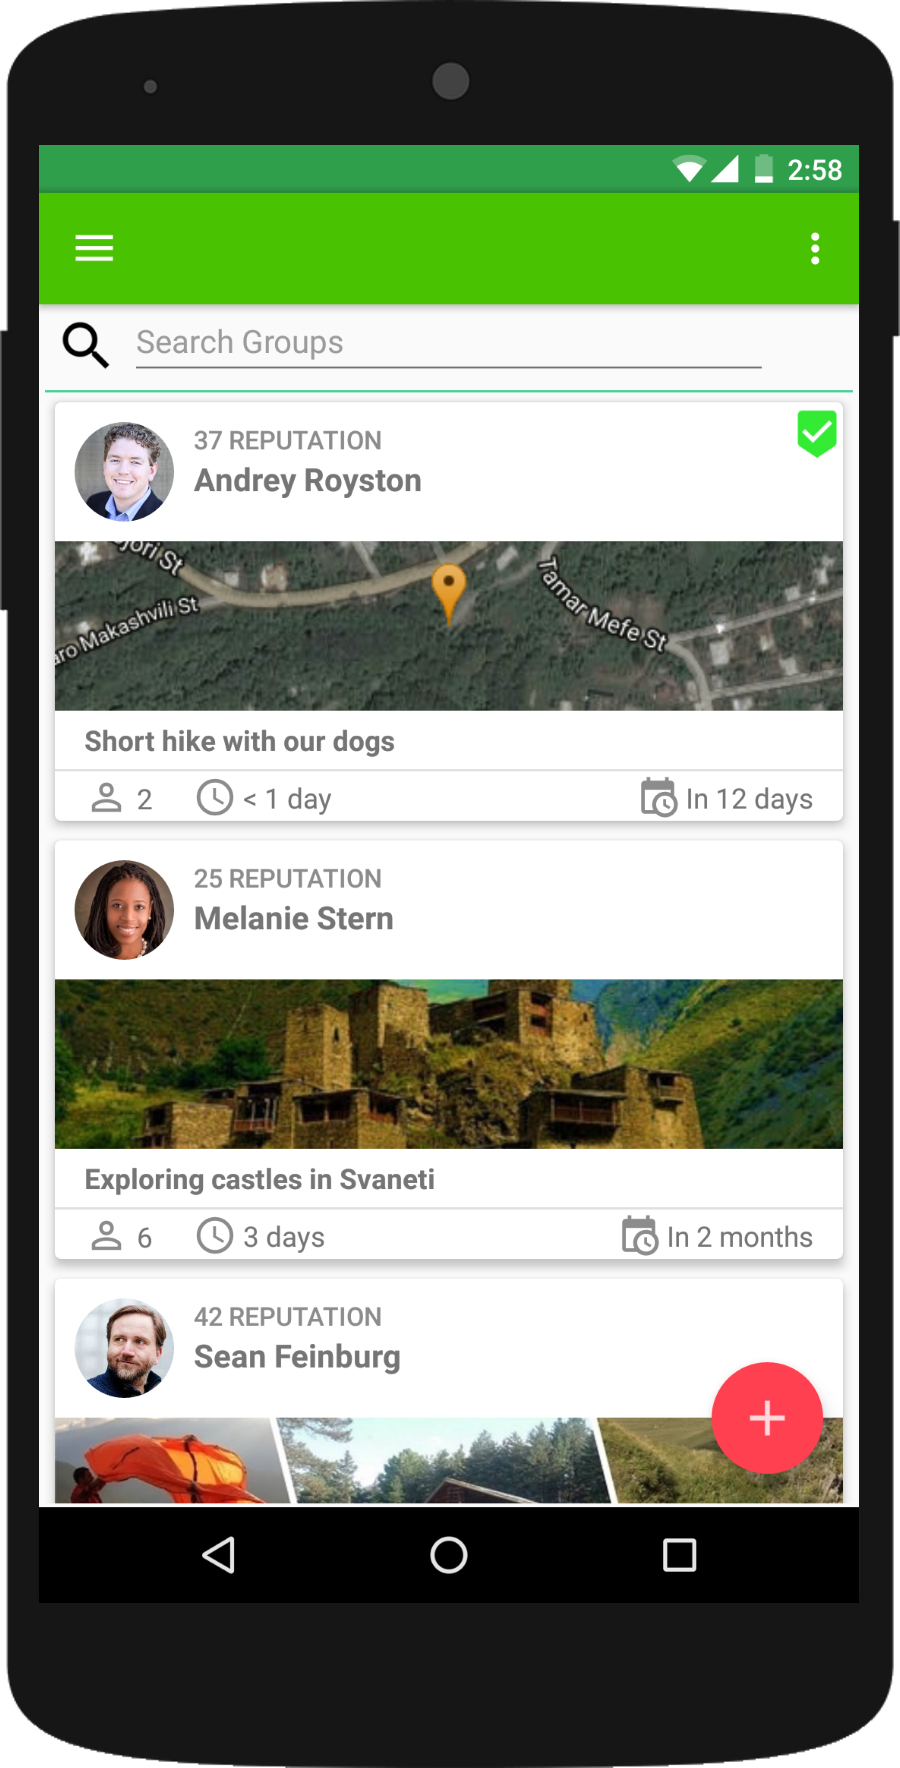 2:58
Search Groups
37 REPUTATION
Andrey Royston
jori St
Tamar Mefe St
aro Makashvili St
Short hike with our dogs
2
< 1 day
In 12 days
25 REPUTATION
Melanie Stern
Exploring castles in Svaneti
6
3 days
In 2 months
42 REPUTATION
Sean Feinburg